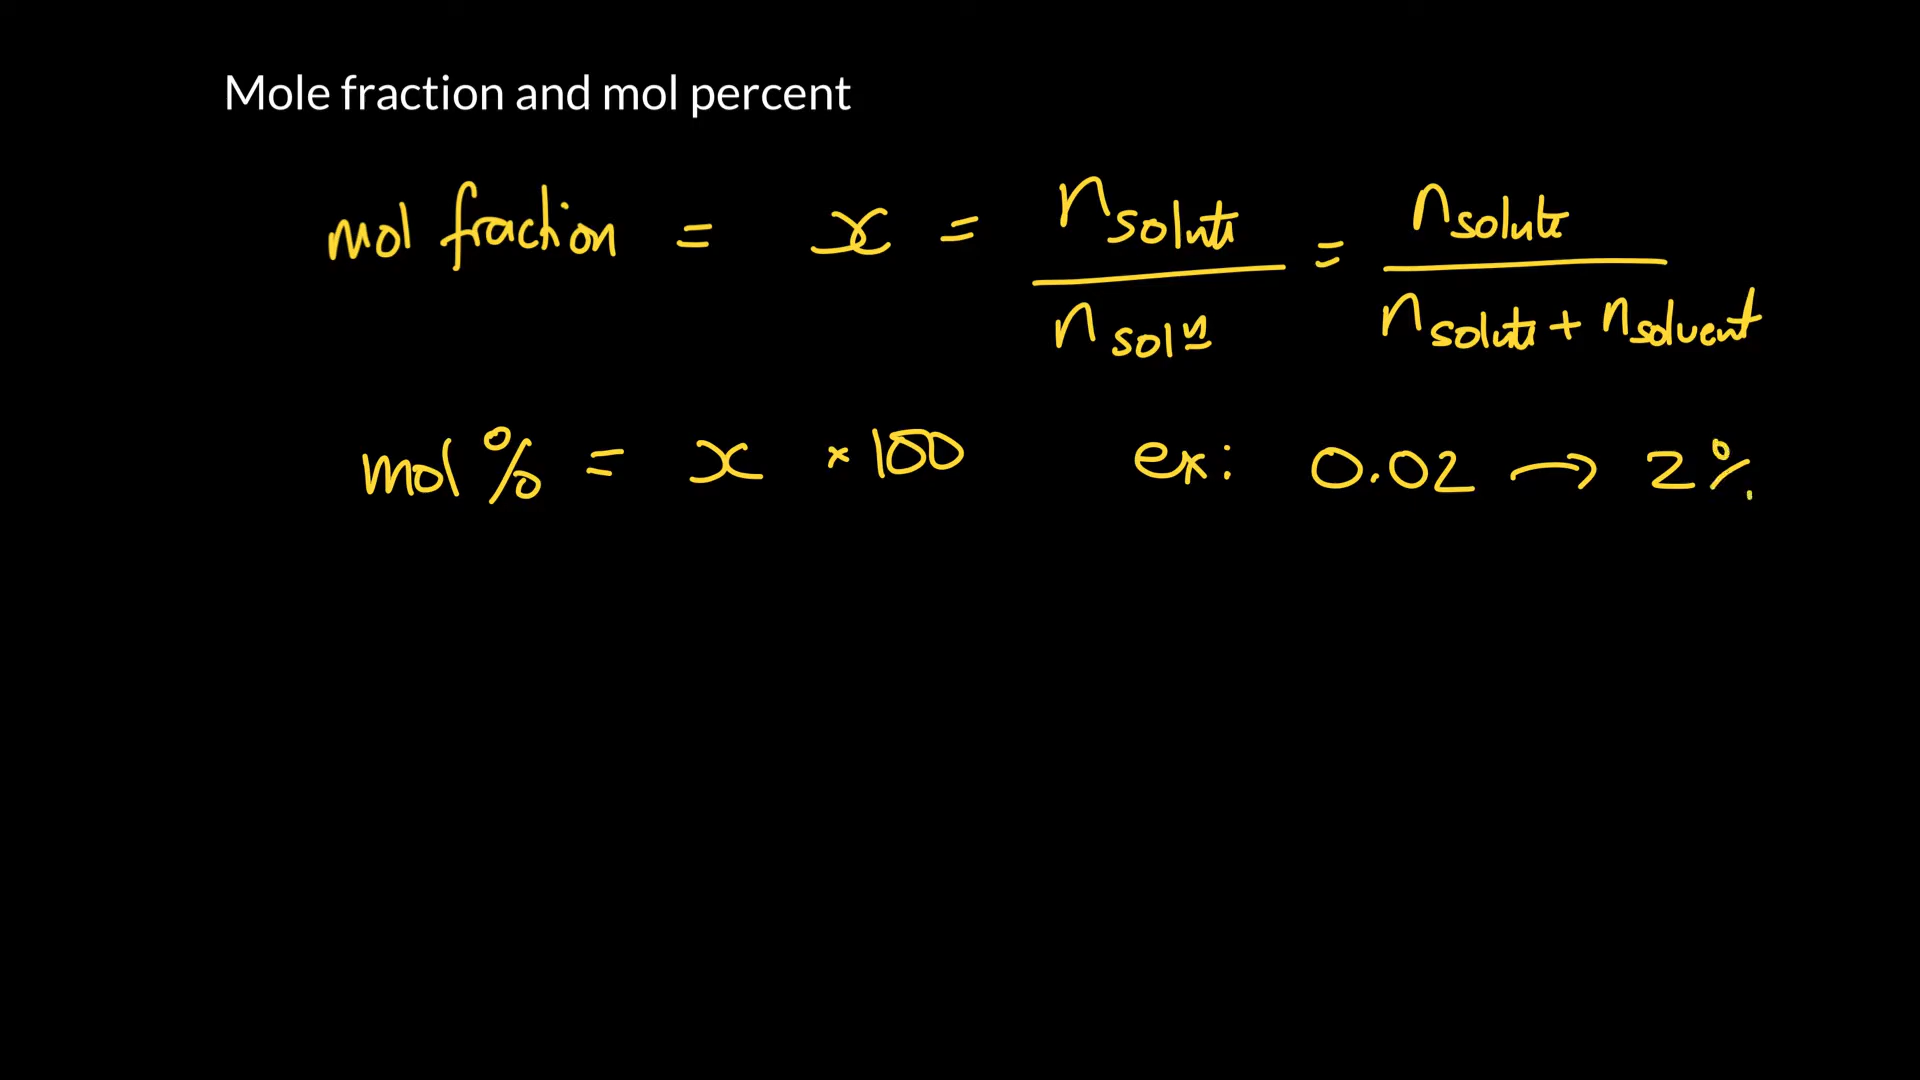 Mole fraction and mol percent
mol fraction = x = n solute / n solⁿ = n solute / n solute + n solvent
mol % = x × 100 ex: 0.02 → 2%